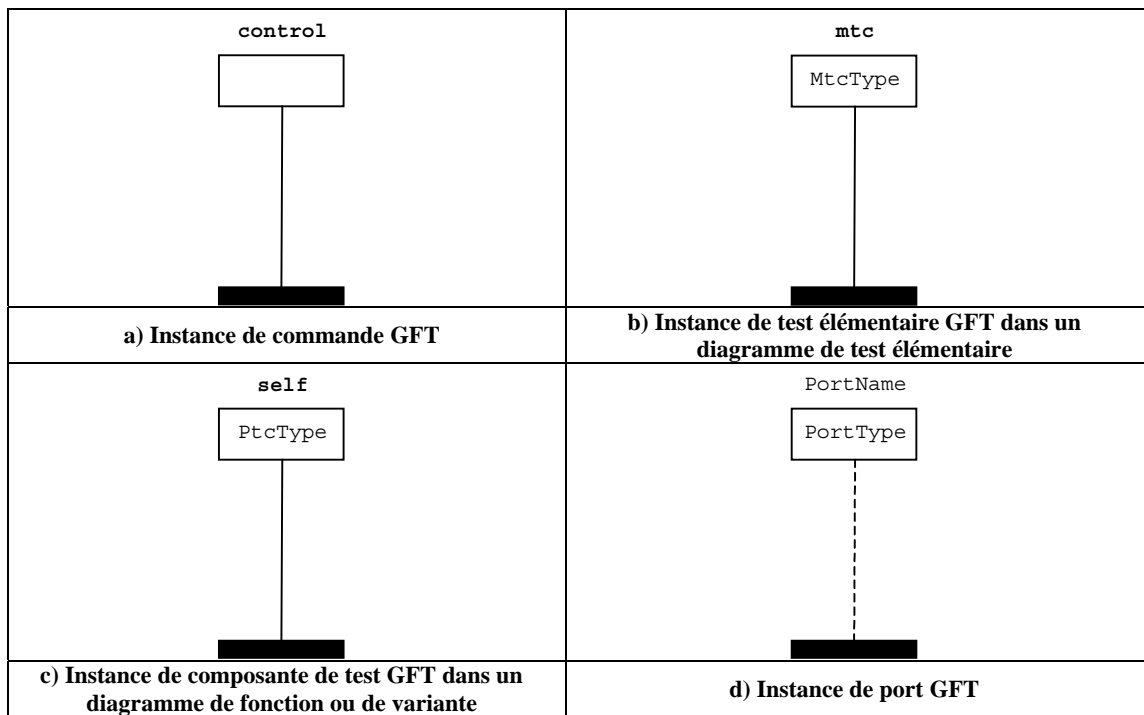 control
mtc
MtcType
a) Instance de commande GFT
b) Instance de test élémentaire GFT dans un
diagramme de test élémentaire
self
PtcType
PortName
PortType
c) Instance de composante de test GFT dans un
diagramme de fonction ou de variante
d) Instance de port GFT